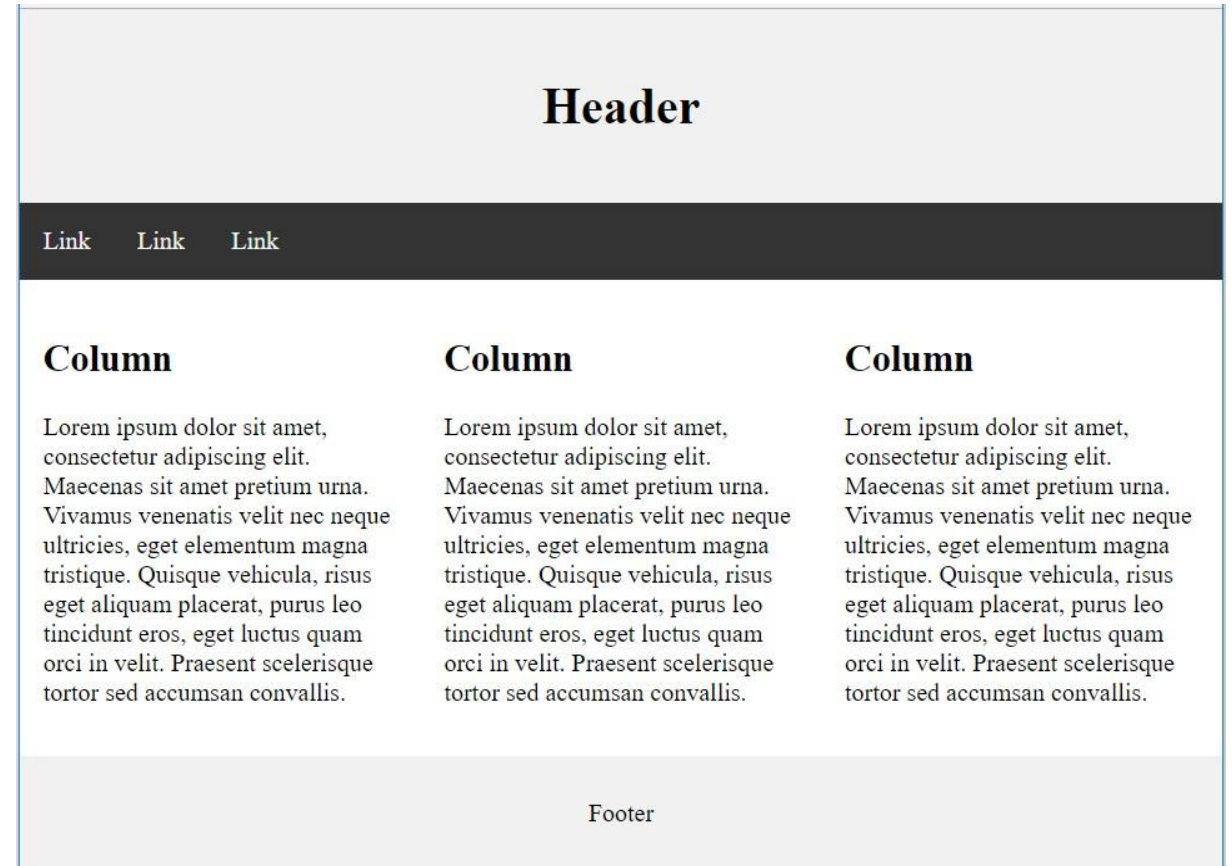 Header
Link Link Link
Column
Lorem ipsum dolor sit amet,
consectetur adipiscing elit.
Maecenas sit amet pretium urna.
Vivamus venenatis velit nec neque
ultricies, eget elementum magna
tristique. Quisque vehicula, risus
eget aliquam placerat, purus leo
tincidunt eros, eget luctus quam
orci in velit. Praesent scelerisque
tortor sed accumsan convallis.
Column
Lorem ipsum dolor sit amet,
consectetur adipiscing elit.
Maecenas sit amet pretium urna.
Vivamus venenatis velit nec neque
ultricies, eget elementum magna
tristique. Quisque vehicula, risus
eget aliquam placerat, purus leo
tincidunt eros, eget luctus quam
orci in velit. Praesent scelerisque
tortor sed accumsan convallis.
Column
Lorem ipsum dolor sit amet,
consectetur adipiscing elit.
Maecenas sit amet pretium urna.
Vivamus venenatis velit nec neque
ultricies, eget elementum magna
tristique. Quisque vehicula, risus
eget aliquam placerat, purus leo
tincidunt eros, eget luctus quam
orci in velit. Praesent scelerisque
tortor sed accumsan convallis.
Footer